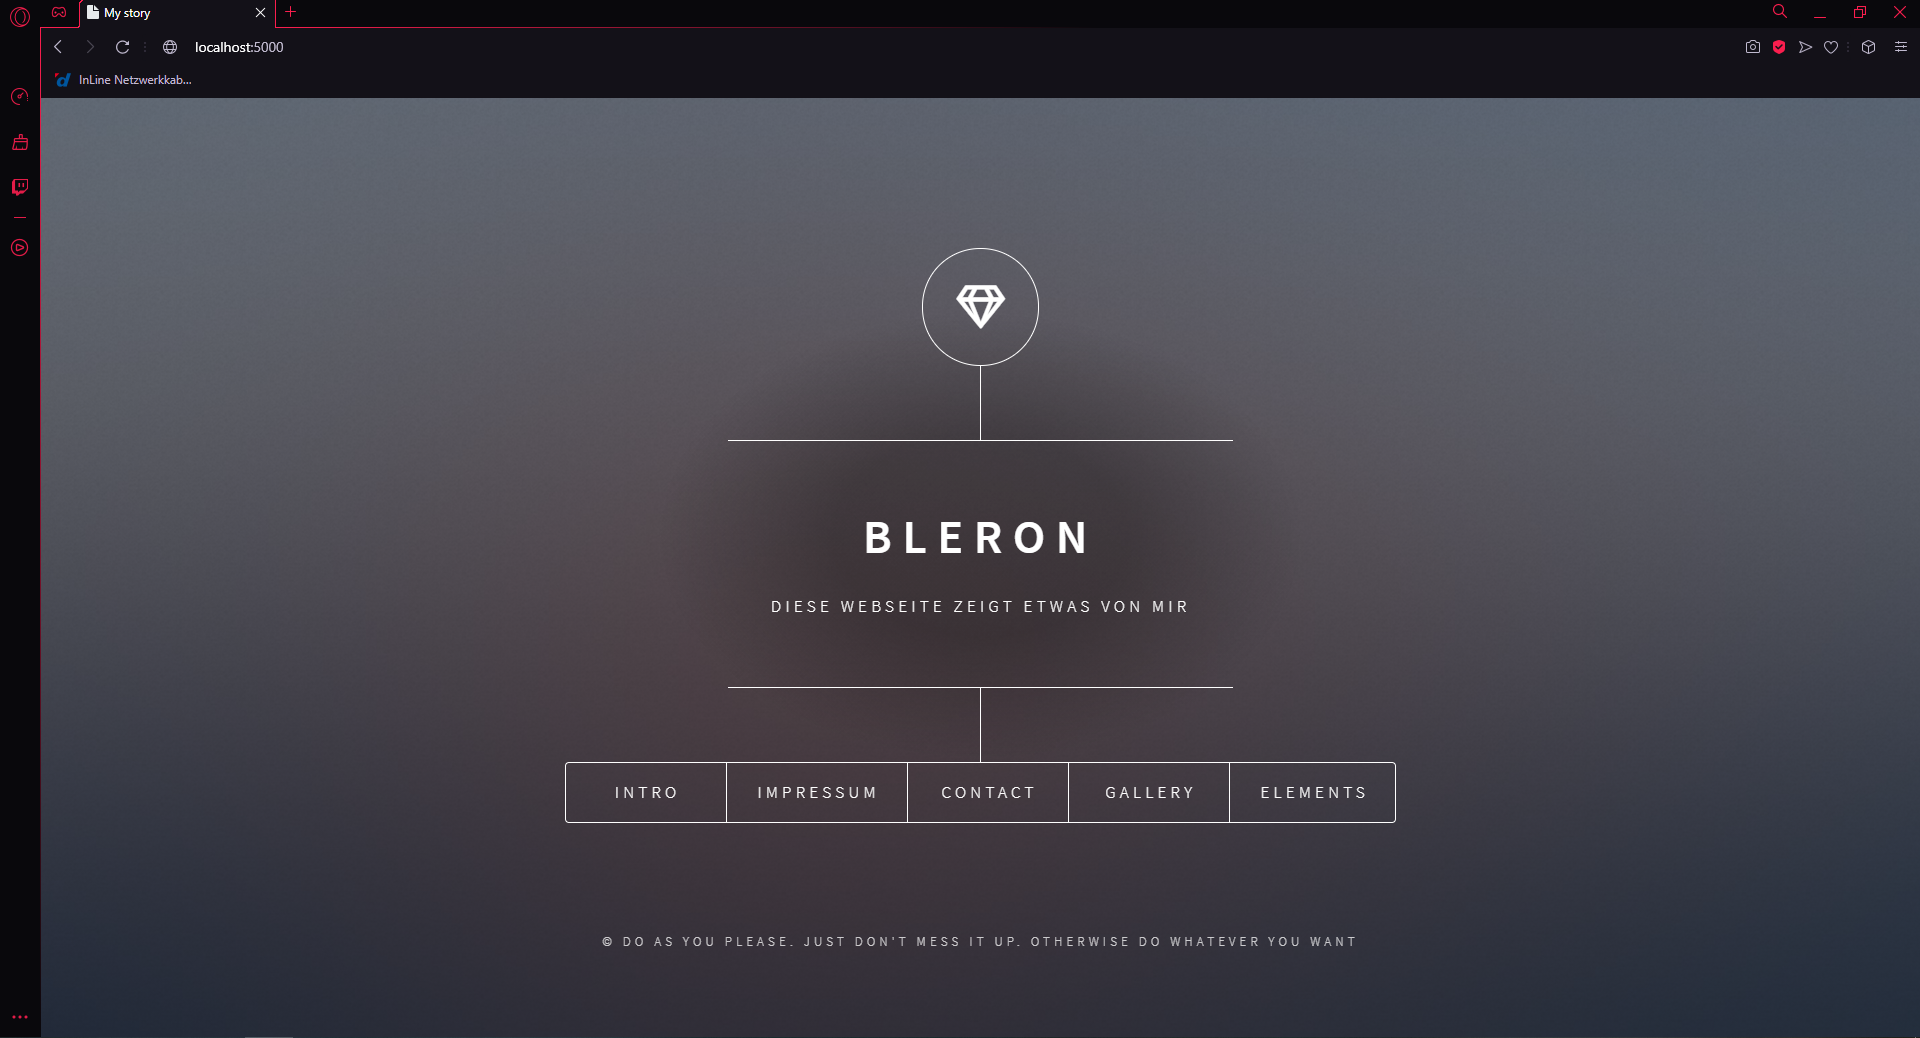 My story
localhost:5000
InLine Netzwerkkab...
BLERON
DIESE WEBSEITE ZEIGT ETWAS VON MIR
INTRO IMPRESSUM CONTACT GALLERY ELEMENTS
© DO AS YOU PLEASE. JUST DON'T MESS IT UP. OTHERWISE DO WHATEVER YOU WANT